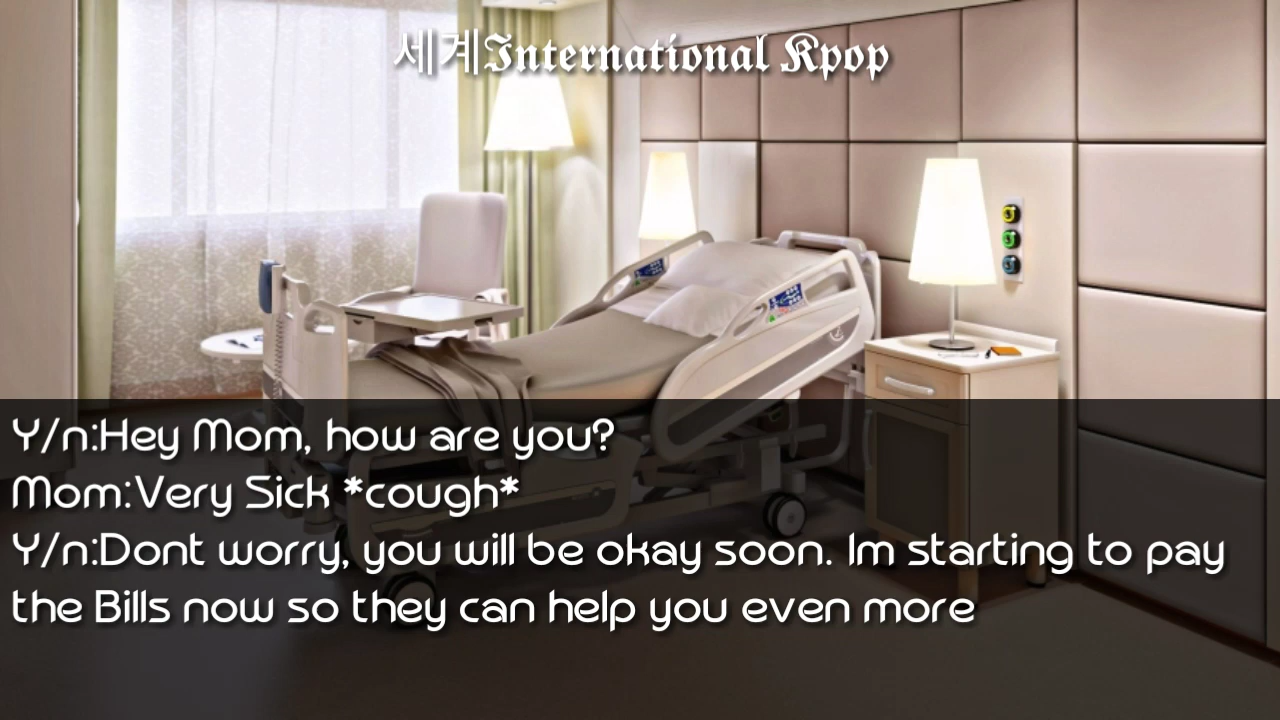 세계International Kpop
Y/n:Hey Mom, how are you?
Mom:Very Sick *cough*
Y/n:Dont worry, you will be okay soon. Im starting to pay
the Bills now so they can help you even more